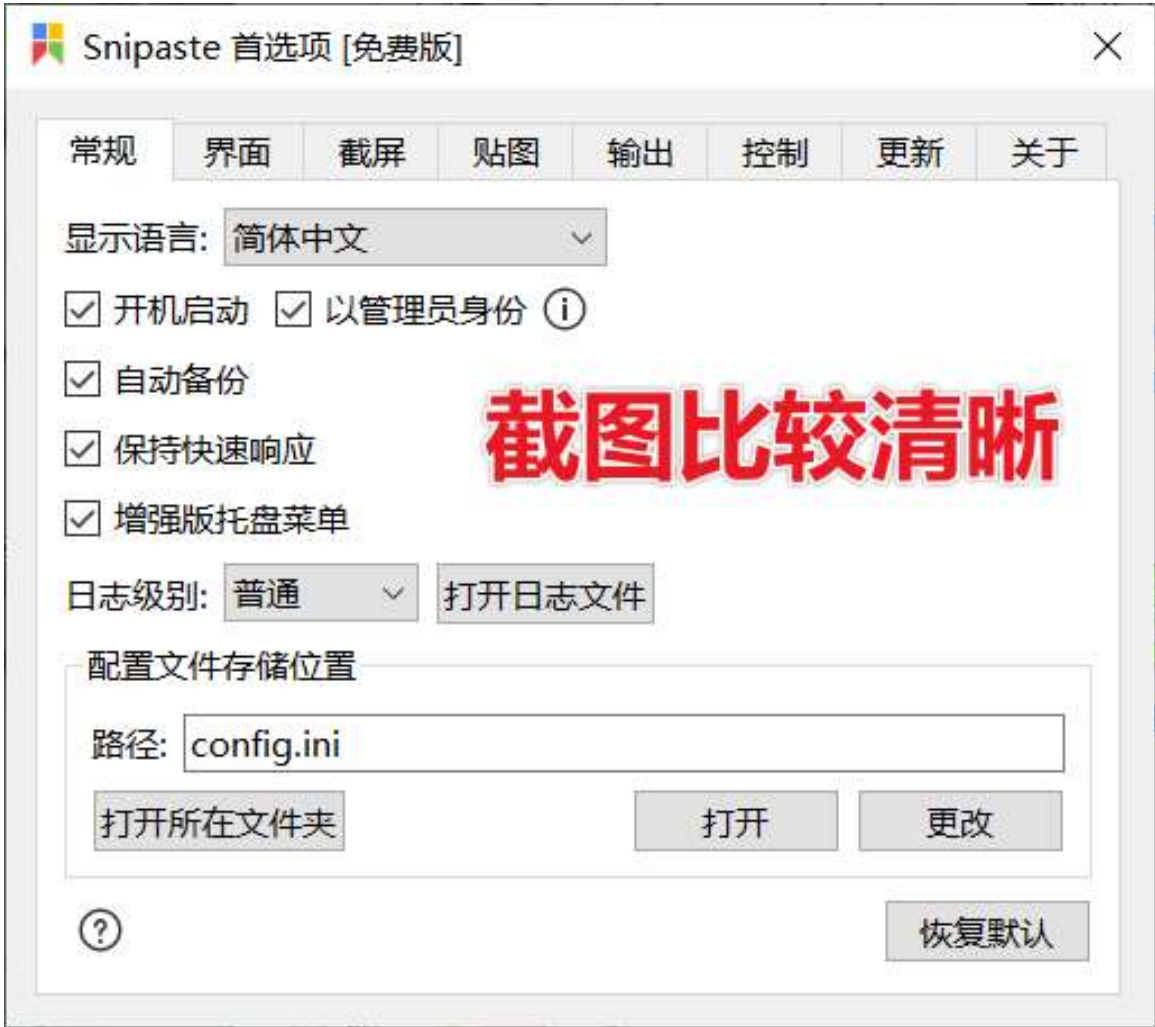 Snipaste 首选项 [免费版]
常规 界面 截屏 贴图 输出 控制 更新 关于
显示语言: 简体中文
开机启动 以管理员身份
自动备份
截图比较清晰
保持快速响应
增强版托盘菜单
日志级别: 普通 打开日志文件
配置文件存储位置
路径: config.ini
打开所在文件夹 打开 更改
恢复默认